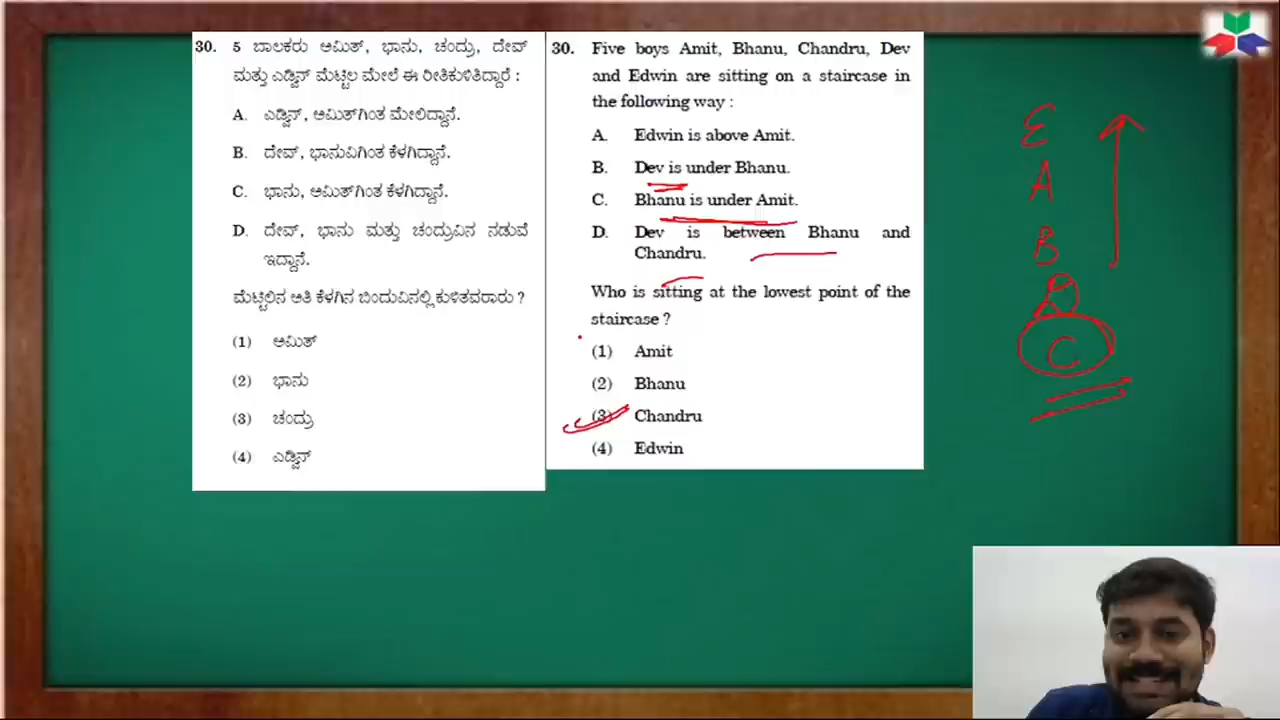 30. 5 ಬಾಲಕರು ಅಮಿತ್, ಭಾನು, ಚಂದ್ರು, ದೇವ್
ಮತ್ತು ಎಡ್ವಿನ್ ಮೆಟ್ಟಿಲ ಮೇಲೆ ಈ ರೀತಿಕುಳಿತಿದ್ದಾರೆ :
A. ಎಡ್ವಿನ್, ಅಮಿತ್‌ಗಿಂತ ಮೇಲಿದ್ದಾನೆ.
B. ದೇವ್, ಭಾನುವಿಗಿಂತ ಕೆಳಗಿದ್ದಾನೆ.
C. ಭಾನು, ಅಮಿತ್‌ಗಿಂತ ಕೆಳಗಿದ್ದಾನೆ.
D. ದೇವ್, ಭಾನು ಮತ್ತು ಚಂದ್ರುವಿನ ನಡುವೆ
ಇದ್ದಾನೆ.
ಮೆಟ್ಟಿಲಿನ ಅತಿ ಕೆಳಗಿನ ಬಿಂದುವಿನಲ್ಲಿ ಕುಳಿತವರಾರು ?
(1) ಅಮಿತ್
(2) ಭಾನು
(3) ಚಂದ್ರು
(4) ಎಡ್ವಿನ್
30. Five boys Amit, Bhanu, Chandru, Dev
and Edwin are sitting on a staircase in
the following way :
A. Edwin is above Amit.
B. Dev is under Bhanu.
C. Bhanu is under Amit.
D. Dev is between Bhanu and
Chandru.
Who is sitting at the lowest point of the
staircase ?
(1) Amit
(2) Bhanu
(3) Chandru
(4) Edwin
E
A
B
C